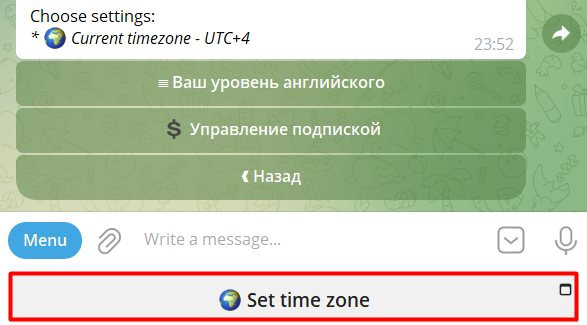 Choose settings:
* 🌍 Current timezone - UTC+4
23:52
≡ Ваш уровень английского
$ Управление подпиской
❰ Назад
Menu
Write a message...
🌍 Set time zone